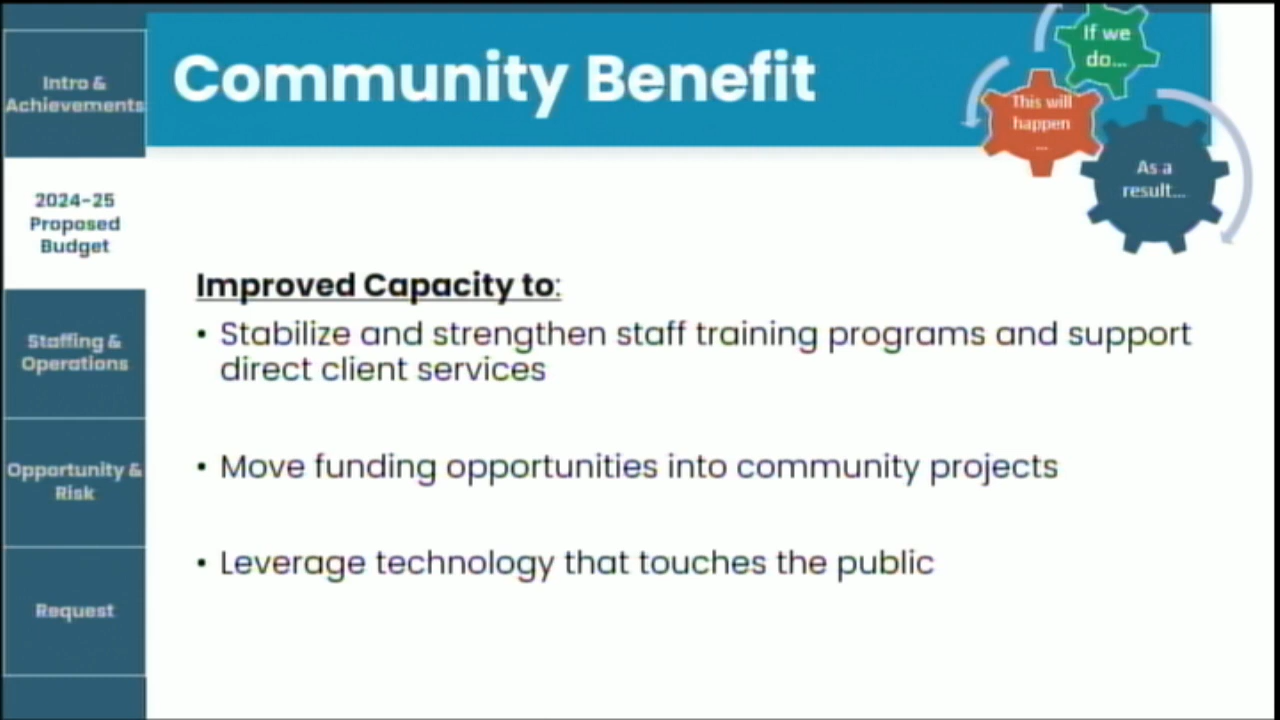 Intro &
Achievements
2024-25
Proposed
Budget
Staffing &
Operations
Opportunity &
Risk
Request
Community Benefit
If we
do...
This will
happen
...
As a
result...
Improved Capacity to:
• Stabilize and strengthen staff training programs and support
direct client services
• Move funding opportunities into community projects
• Leverage technology that touches the public